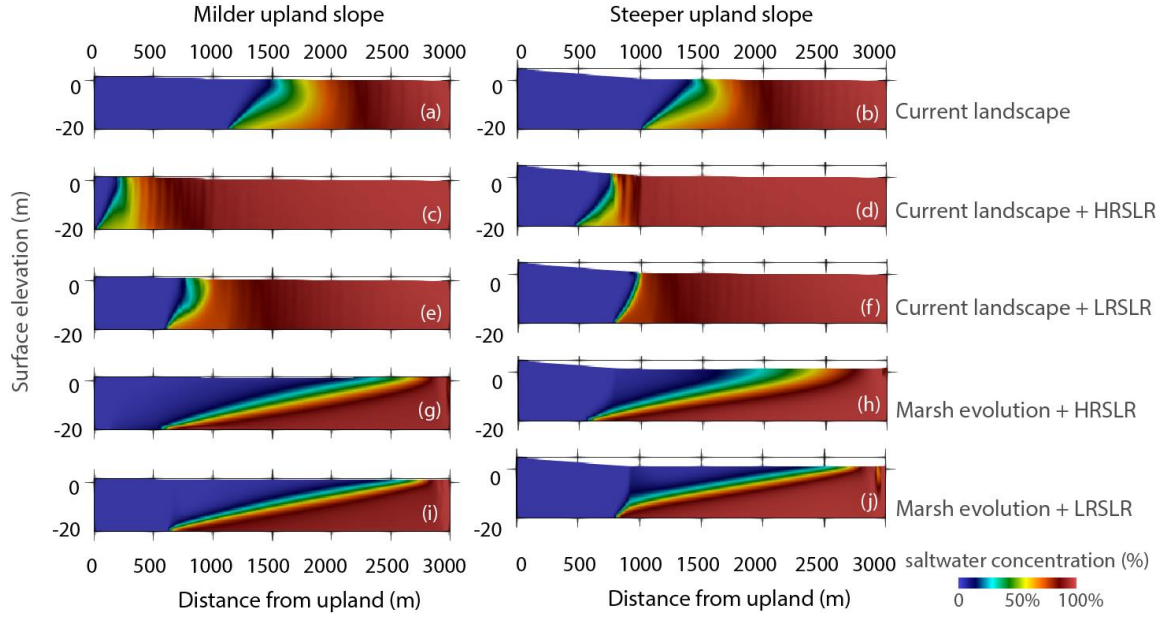 Milder upland slope Steeper upland slope
0 500 1000 1500 2000 2500 3000 0 500 1000 1500 2000 2500 3000
0 -20 (a) 0 -20 (b) Current landscape
0 -20 (c) 0 -20 (d) Current landscape + HRSLR
0 -20 (e) 0 -20 (f) Current landscape + LRSLR
0 -20 (g) 0 -20 (h) Marsh evolution + HRSLR
0 -20 (i) 0 -20 (j) Marsh evolution + LRSLR
Surface elevation (m)
0 500 1000 1500 2000 2500 3000 0 500 1000 1500 2000 2500 3000
Distance from upland (m) Distance from upland (m)
saltwater concentration (%)
0 50% 100%